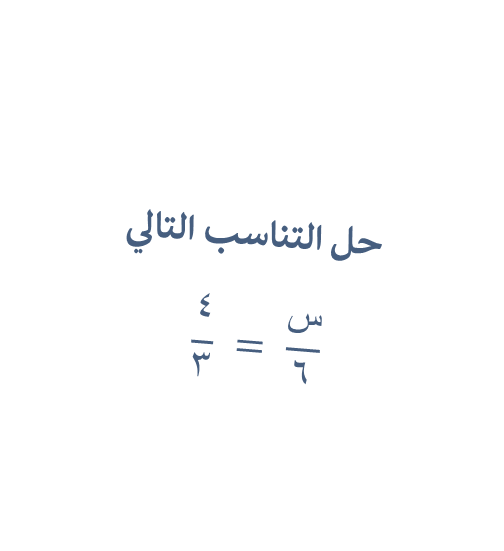 حل التناسب التالي
س/٦ = ٤/٣